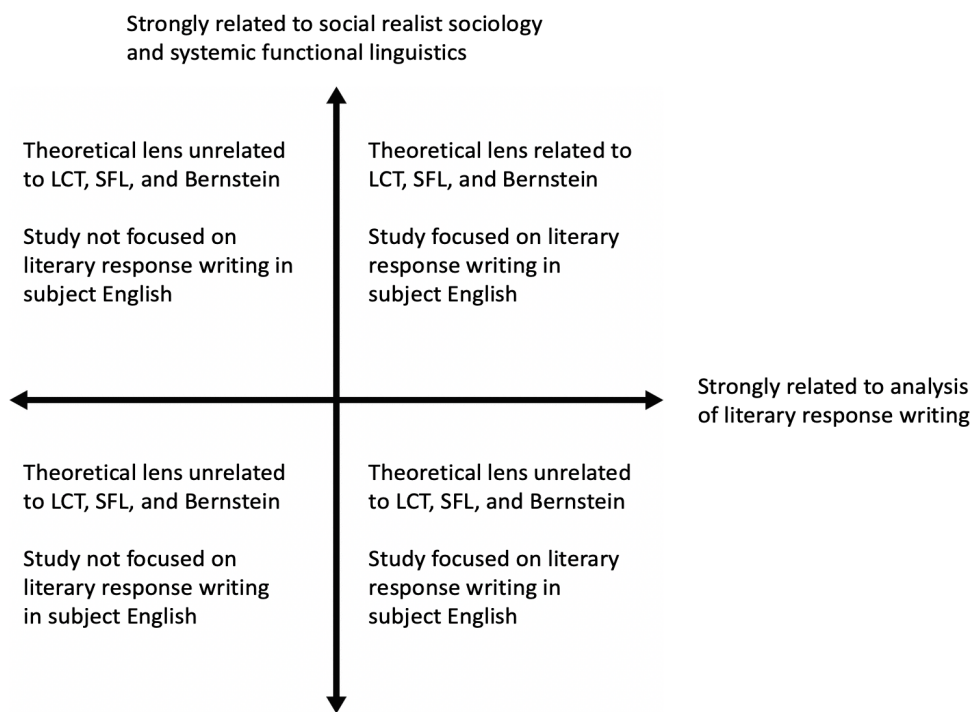 Strongly related to social realist sociology
and systemic functional linguistics
Theoretical lens unrelated
to LCT, SFL, and Bernstein
Study not focused on
literary response writing in
subject English
Theoretical lens related to
LCT, SFL, and Bernstein
Study focused on literary
response writing in
subject English
Strongly related to analysis
of literary response writing
Theoretical lens unrelated
to LCT, SFL, and Bernstein
Study not focused on
literary response writing
in subject English
Theoretical lens unrelated
to LCT, SFL, and Bernstein
Study focused on literary
response writing in
subject English